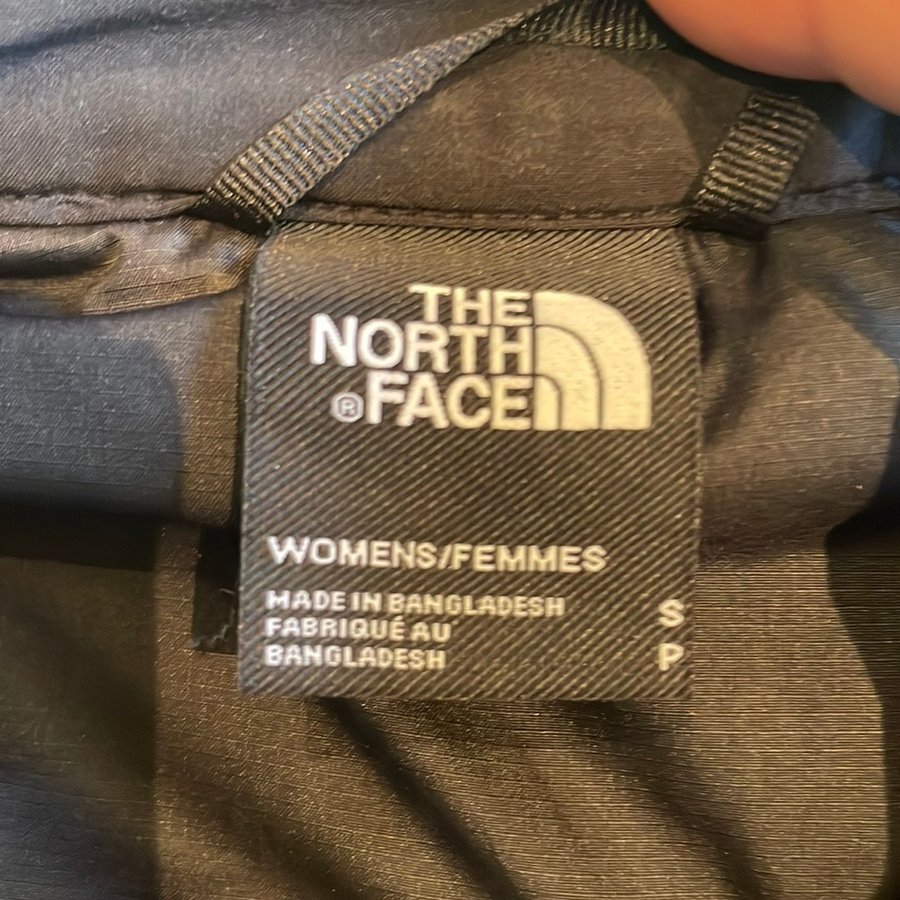 THE
NORTH
® FACE
WOMENS/FEMMES
MADE IN BANGLADESH
FABRIQUÉ AU
BANGLADESH
S
P